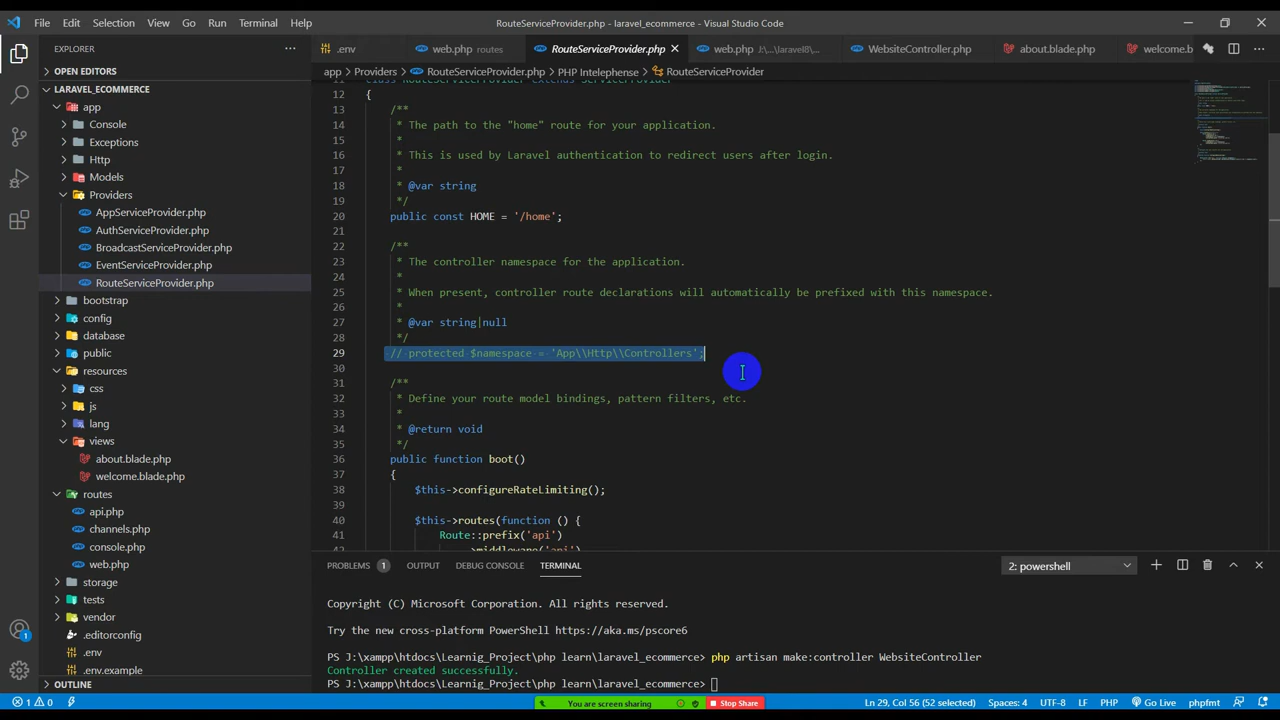 File Edit Selection View Go Run Terminal Help
RouteServiceProvider.php - laravel_ecommerce - Visual Studio Code
EXPLORER
OPEN EDITORS
LARAVEL_ECOMMERCE
app
Console
Exceptions
Http
Models
Providers
AppServiceProvider.php
AuthServiceProvider.php
BroadcastServiceProvider.php
EventServiceProvider.php
RouteServiceProvider.php
bootstrap
config
database
public
resources
css
js
lang
views
about.blade.php
welcome.blade.php
routes
api.php
channels.php
console.php
web.php
storage
tests
vendor
.editorconfig
.env
.env.example
OUTLINE
.env
web.php routes
RouteServiceProvider.php
web.php J:\...\laravel8\...
WebsiteController.php
about.blade.php
welcome.b
app > Providers > RouteServiceProvider.php > PHP Intelephense > RouteServiceProvider
class RouteServiceProvider extends ServiceProvider
12 {
13 /**
14 * The path to the "home" route for your application.
15 *
16 * This is used by Laravel authentication to redirect users after login.
17 *
18 * @var string
19 */
20 public const HOME = '/home';
21
22 /**
23 * The controller namespace for the application.
24 *
25 * When present, controller route declarations will automatically be prefixed with this namespace.
26 *
27 * @var string|null
28 */
29 // protected $namespace = 'App\\Http\\Controllers';
30
31 /**
32 * Define your route model bindings, pattern filters, etc.
33 *
34 * @return void
35 */
36 public function boot()
37 {
38 $this->configureRateLimiting();
39
40 $this->routes(function () {
41 Route::prefix('api')
42 ->middleware('api')
PROBLEMS 1 OUTPUT DEBUG CONSOLE TERMINAL
2: powershell
Copyright (C) Microsoft Corporation. All rights reserved.
Try the new cross-platform PowerShell https://aka.ms/pscore6
PS J:\xampp\htdocs\Learnig_Project\php learn\laravel_ecommerce> php artisan make:controller WebsiteController
Controller created successfully.
PS J:\xampp\htdocs\Learnig_Project\php learn\laravel_ecommerce>
1
1 0
You are screen sharing
Stop Share
Ln 29, Col 56 (52 selected) Spaces: 4 UTF-8 LF PHP Go Live phpfmt